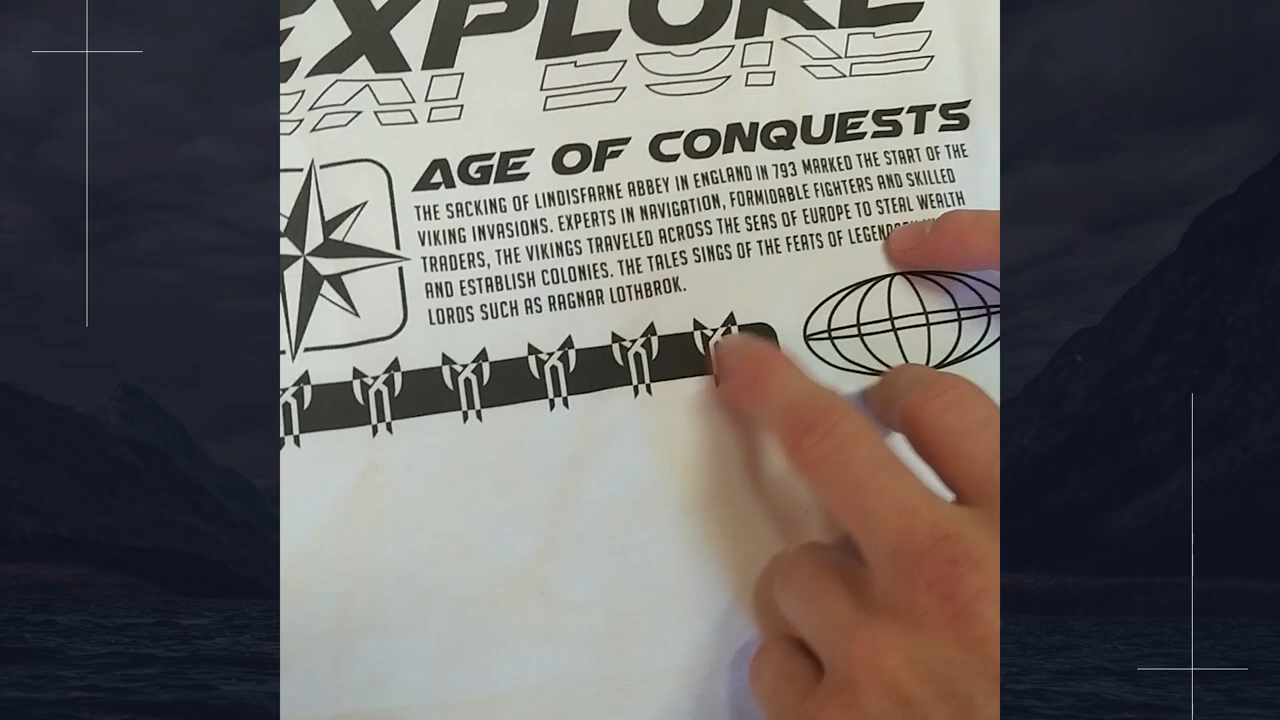 EXPLORE
AGE OF CONQUESTS
THE SACKING OF LINDISFARNE ABBEY IN ENGLAND IN 793 MARKED THE START OF THE
VIKING INVASIONS. EXPERTS IN NAVIGATION, FORMIDABLE FIGHTERS AND SKILLED
TRADERS, THE VIKINGS TRAVELED ACROSS THE SEAS OF EUROPE TO STEAL WEALTH
AND ESTABLISH COLONIES. THE TALES SINGS OF THE FEATS OF LEGENDARY
LORDS SUCH AS RAGNAR LOTHBROK.